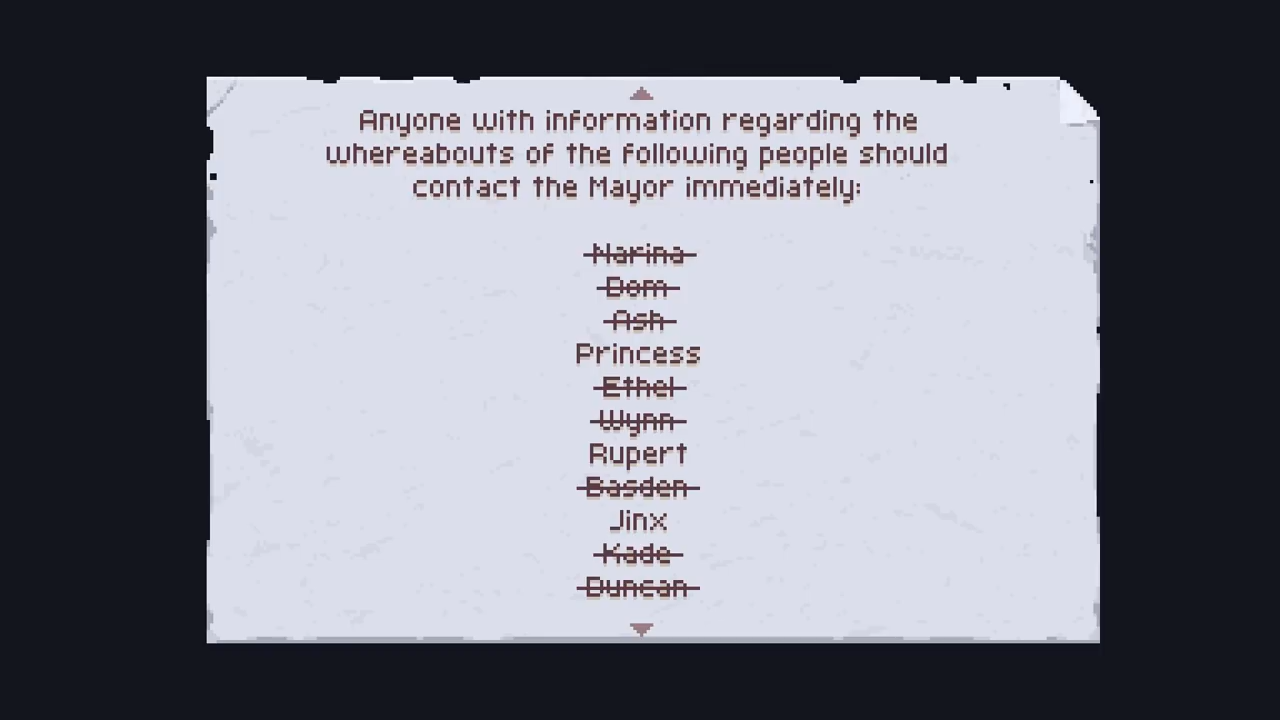 Anyone with information regarding the
whereabouts of the following people should
contact the Mayor immediately:
Marina
Dom
Ash
Princess
Ethel
Wynn
Rupert
Basden
Jinx
Kade
Duncan